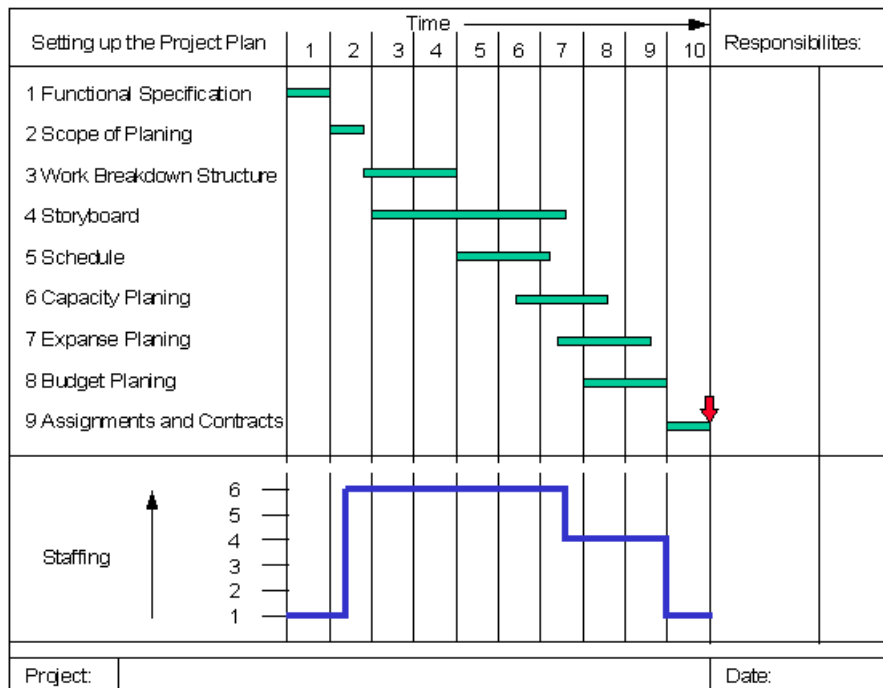 Time
Setting up the Project Plan 1 2 3 4 5 6 7 8 9 10 Responsibilites:
1 Functional Specification
2 Scope of Planing
3 Work Breakdown Structure
4 Storyboard
5 Schedule
6 Capacity Planing
7 Expanse Planing
8 Budget Planing
9 Assignments and Contracts
6
5
4
Staffing
3
2
1
Project: Date: